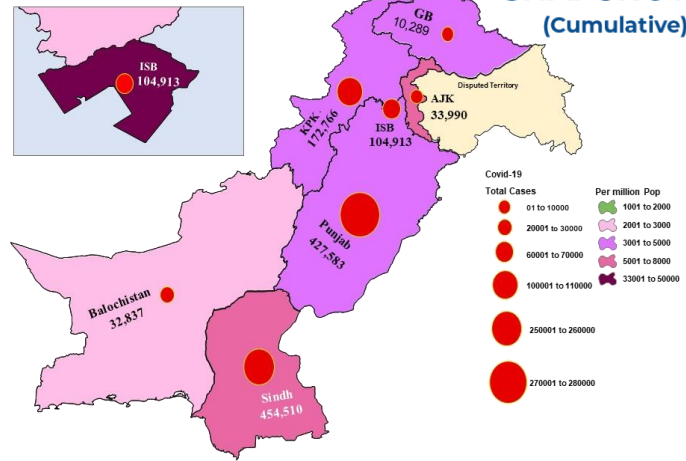 (Cumulative)
ISB
104,913
GB
10,289
Disputed Territory
AJK
33,990
KPK
172,766
ISB
104,913
Punjab
427,583
Balochistan
32,837
Sindh
454,510
Covid-19
Total Cases
01 to 10000
20001 to 30000
60001 to 70000
100001 to 110000
250001 to 260000
270001 to 280000
Per million Pop
1001 to 2000
2001 to 3000
3001 to 5000
5001 to 8000
33001 to 50000